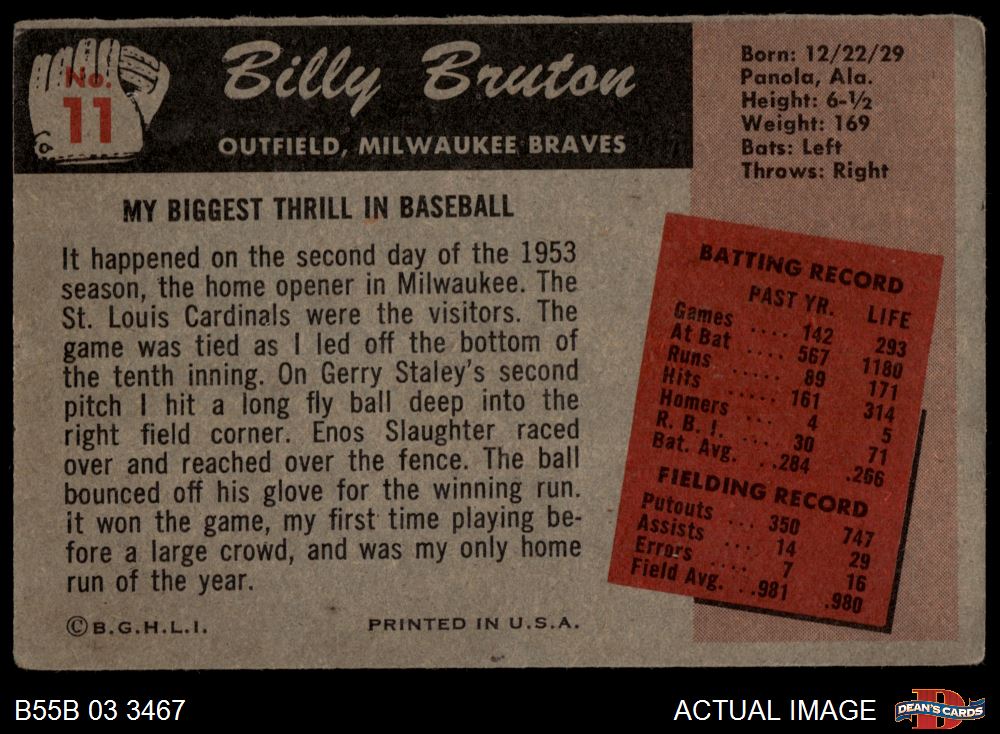 No.
11
Billy Bruton
OUTFIELD, MILWAUKEE BRAVES
Born: 12/22/29
Panola, Ala.
Height: 6-½
Weight: 169
Bats: Left
Throws: Right
MY BIGGEST THRILL IN BASEBALL
It happened on the second day of the 1953
season, the home opener in Milwaukee. The
St. Louis Cardinals were the visitors. The
game was tied as I led off the bottom of
the tenth inning. On Gerry Staley's second
pitch I hit a long fly ball deep into the
right field corner. Enos Slaughter raced
over and reached over the fence. The ball
bounced off his glove for the winning run.
it won the game, my first time playing be-
fore a large crowd, and was my only home
run of the year.
BATTING RECORD
PAST YR. LIFE
Games .... 142 293
At Bat .... 567 1180
Runs ..... 89 171
Hits ..... 161 314
Homers .... 4 5
R. B. I. ... 30 71
Bat. Avg. ..284 .266
FIELDING RECORD
Putouts ... 350 747
Assists ... 14 29
Errors .... 7 16
Field Avg. ..981 .980
© B.G.H.L.I. PRINTED IN U.S.A.
B55B 03 3467 ACTUAL IMAGE DEAN'S CARDS